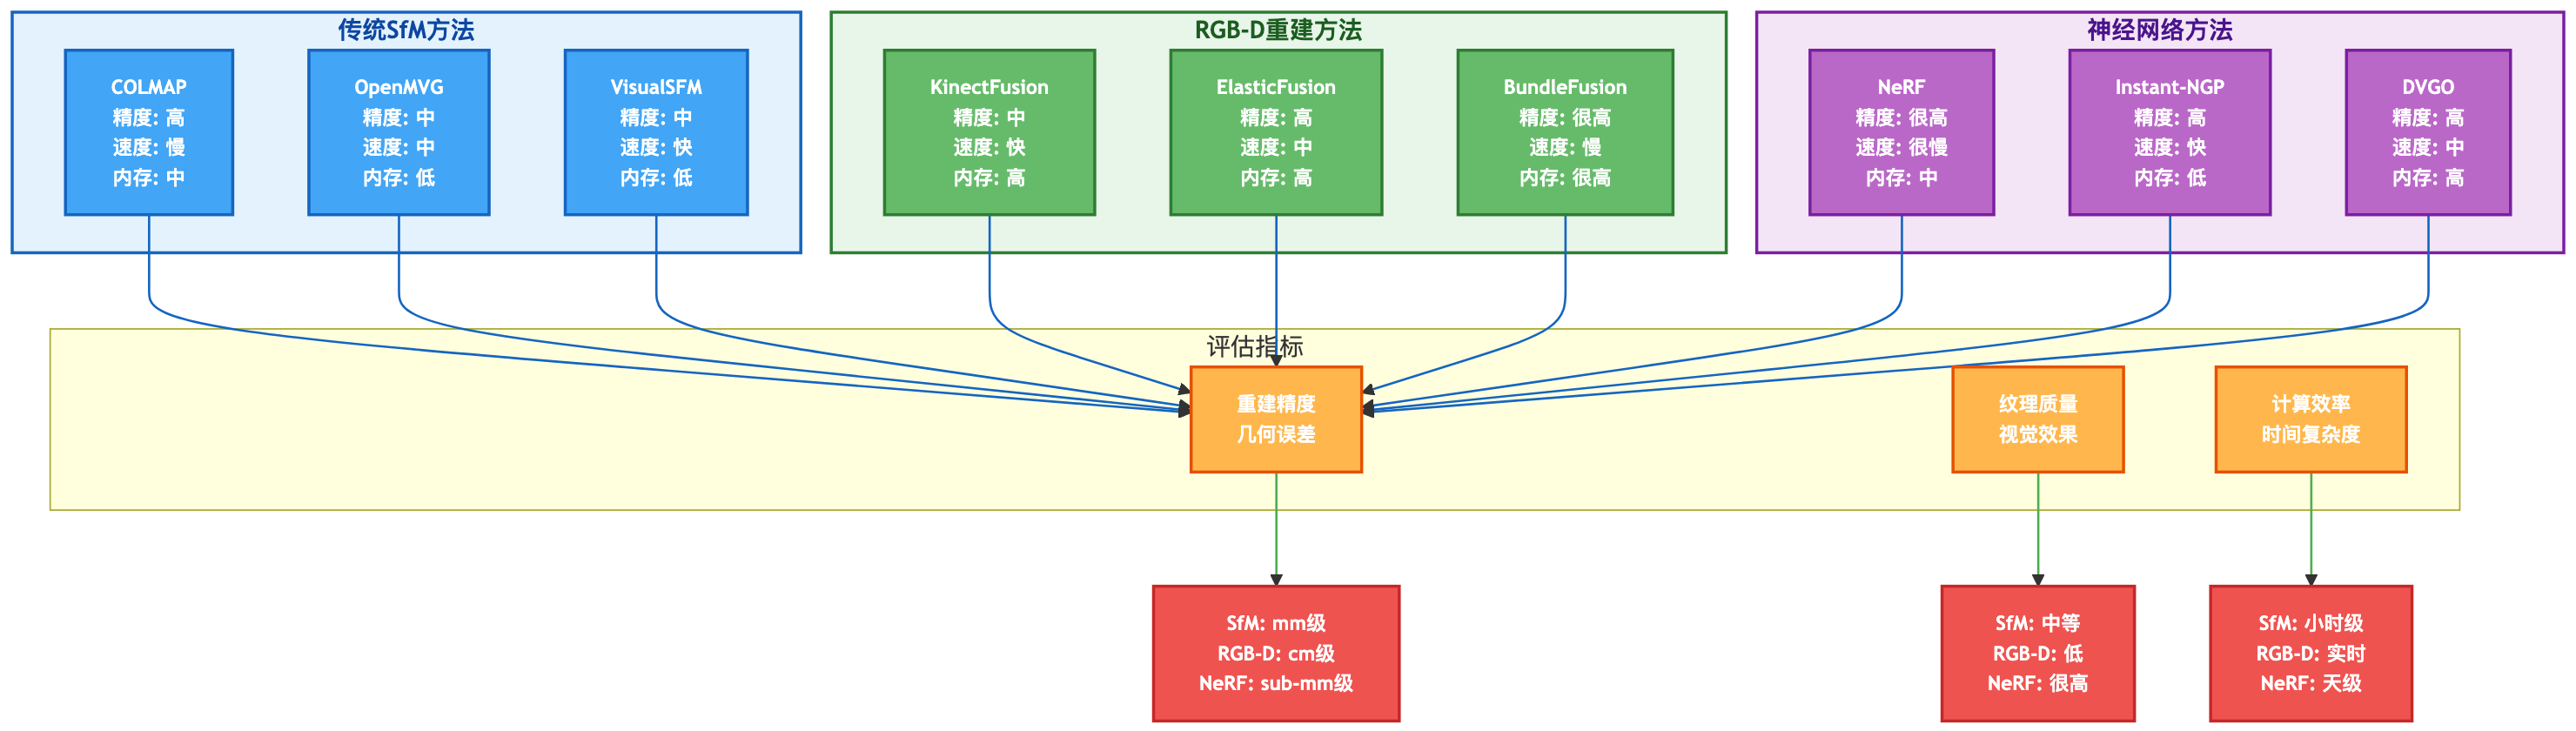 传统SfM方法
COLMAP
精度: 高
速度: 慢
内存: 中
OpenMVG
精度: 中
速度: 中
内存: 低
VisualSFM
精度: 中
速度: 快
内存: 低
RGB-D重建方法
KinectFusion
精度: 中
速度: 快
内存: 高
ElasticFusion
精度: 高
速度: 中
内存: 高
BundleFusion
精度: 很高
速度: 慢
内存: 很高
神经网络方法
NeRF
精度: 很高
速度: 很慢
内存: 中
Instant-NGP
精度: 高
速度: 快
内存: 低
DVGO
精度: 高
速度: 中
内存: 高
评估指标
重建精度
几何误差
纹理质量
视觉效果
计算效率
时间复杂度
SfM: mm级
RGB-D: cm级
NeRF: sub-mm级
SfM: 中等
RGB-D: 低
NeRF: 很高
SfM: 小时级
RGB-D: 实时
NeRF: 天级